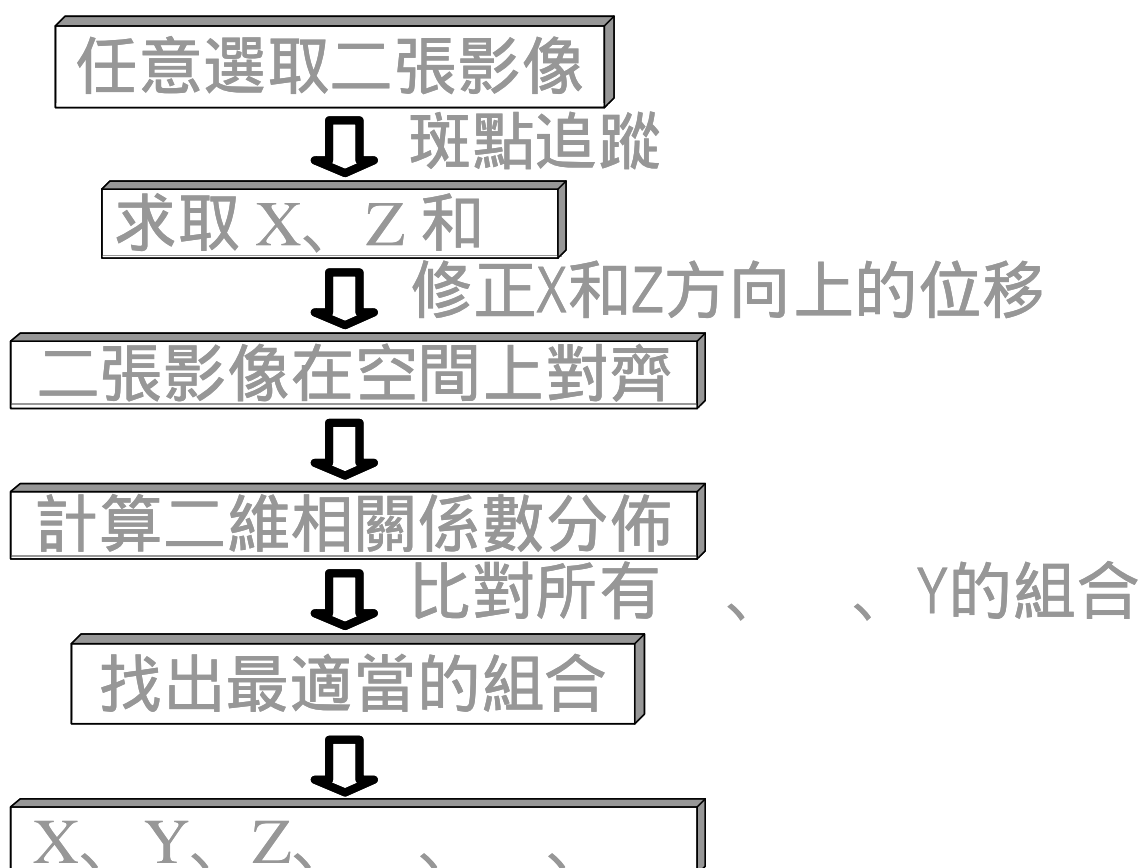 任意選取二張影像
斑點追蹤
求取 X、Z 和
修正X和Z方向上的位移
二張影像在空間上對齊
計算二維相關係數分佈
比對所有 、 、Y的組合
找出最適當的組合
X、Y、Z、 、 、